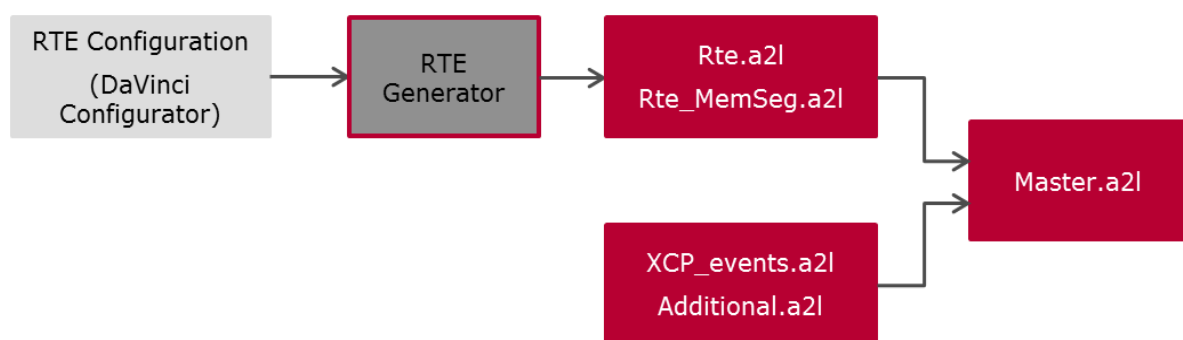 RTE Configuration
(DaVinci
Configurator)
RTE
Generator
Rte.a2l
Rte_MemSeg.a2l
Master.a2l
XCP_events.a2l
Additional.a2l